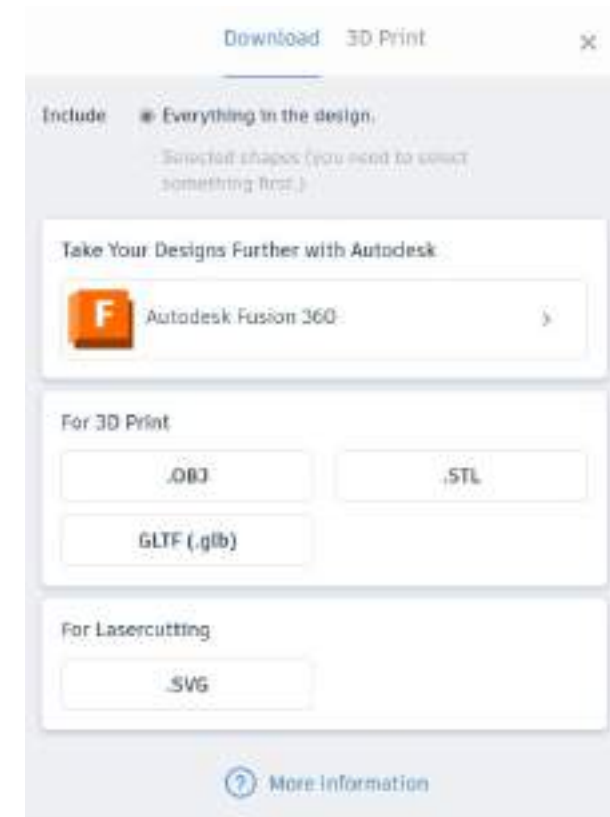 Download 3D Print
Include Everything in the design.
Selected shapes (you need to select
something first.)
Take Your Designs Further with Autodesk
F Autodesk Fusion 360
For 3D Print
.OBJ .STL
GLTF (.glb)
For Lasercutting
.SVG
? More information